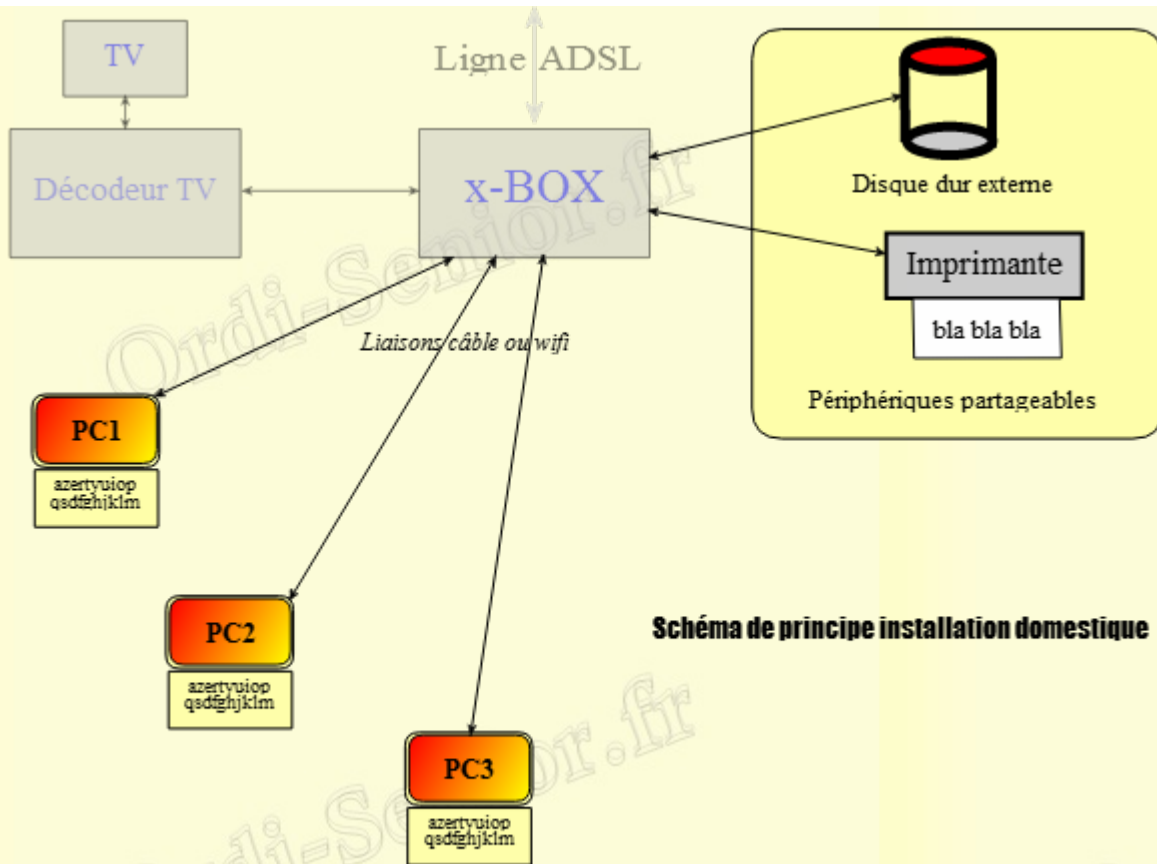 TV
Ligne ADSL
Décodeur TV
x-BOX
Disque dur externe
Imprimante
bla bla bla
Périphériques partageables
Liaisons câble ou wifi
PC1
azertyuiop
qsdfghjklm
PC2
azertyuiop
qsdfghjklm
Schéma de principe installation domestique
PC3
azertyuiop
qsdfghjklm
Ordi-Senior.fr
Ordi-Senior.fr